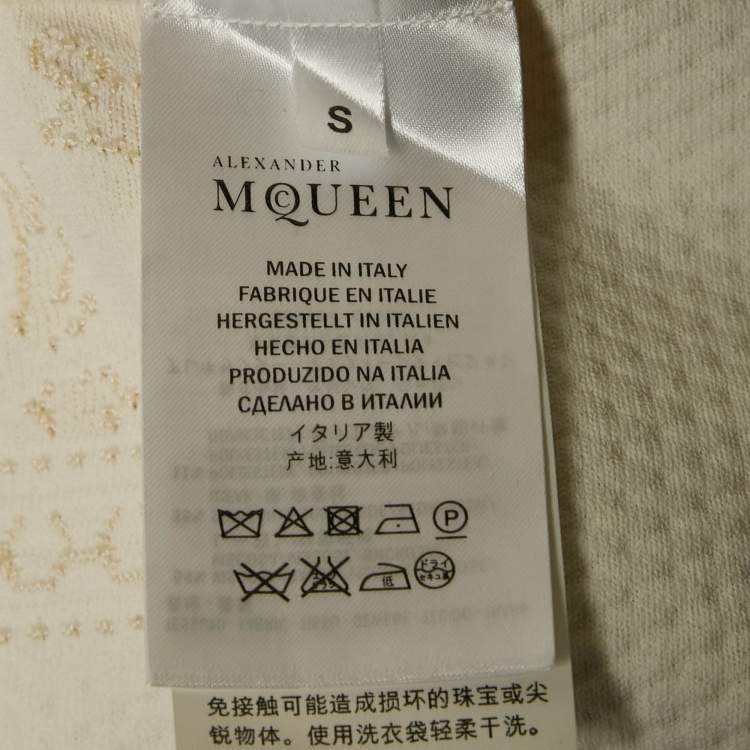 S
ALEXANDER
MCQUEEN
MADE IN ITALY
FABRIQUE EN ITALIE
HERGESTELLT IN ITALIEN
HECHO EN ITALIA
PRODUZIDO NA ITALIA
СДЕЛАНО В ИТАЛИИ
イタリア製
产地:意大利
P
低
ドライ
セキユ系
免接触可能造成损坏的珠宝或尖
锐物体。使用洗衣袋轻柔干洗。